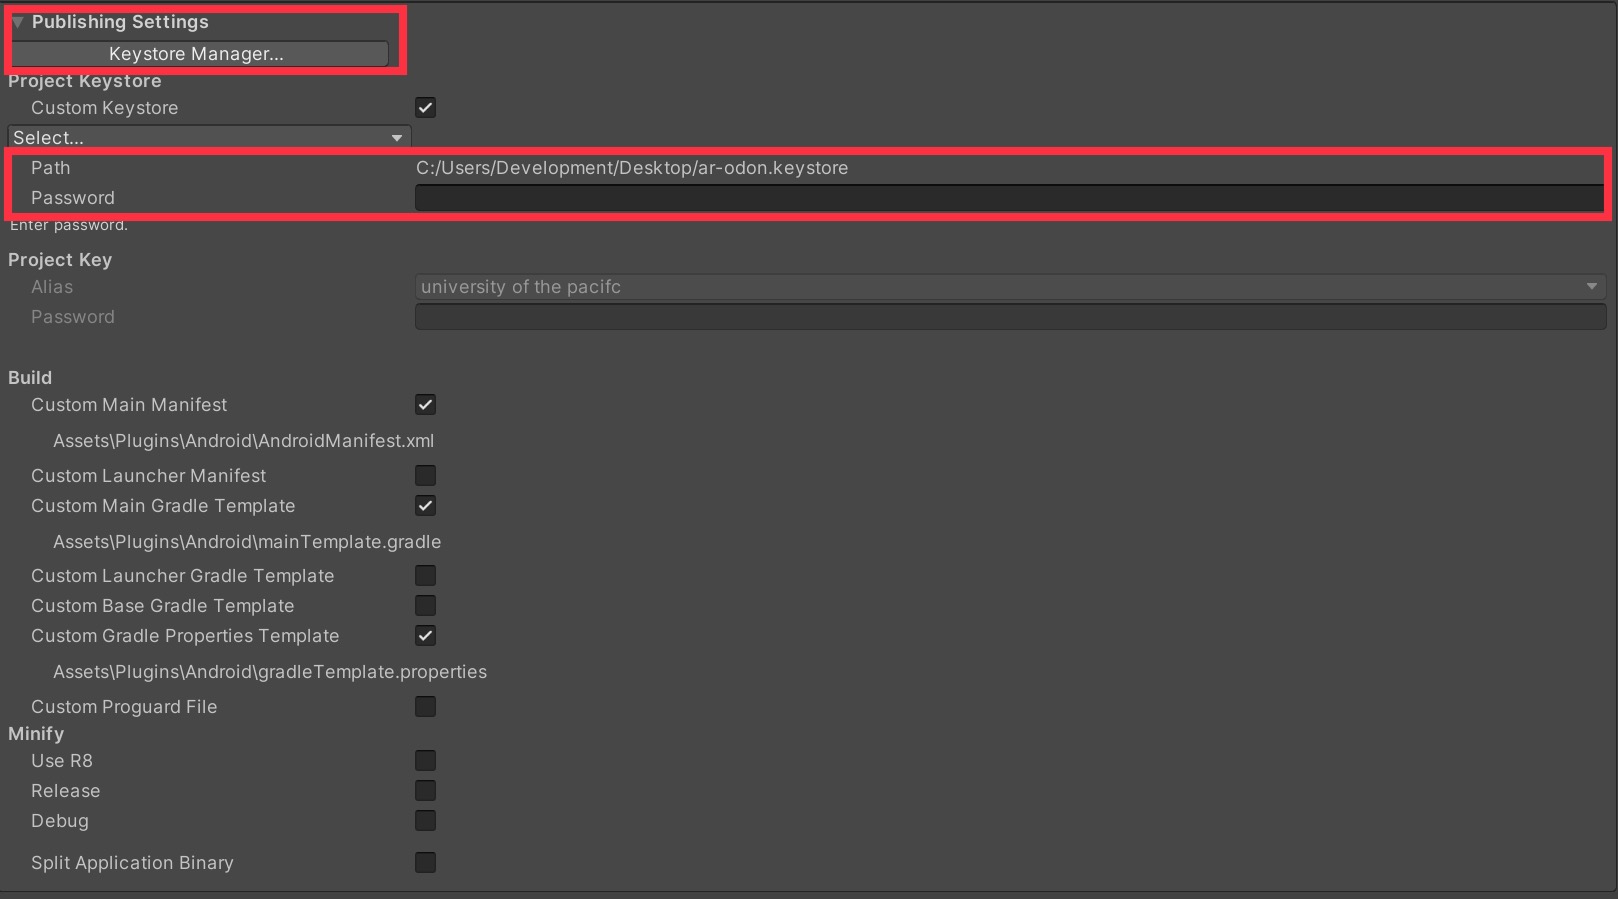 Publishing Settings
Keystore Manager...
Project Keystore
Custom Keystore
Select...
Path C:/Users/Development/Desktop/ar-odon.keystore
Password
Enter password.
Project Key
Alias university of the pacifc
Password
Build
Custom Main Manifest
Assets\Plugins\Android\AndroidManifest.xml
Custom Launcher Manifest
Custom Main Gradle Template
Assets\Plugins\Android\mainTemplate.gradle
Custom Launcher Gradle Template
Custom Base Gradle Template
Custom Gradle Properties Template
Assets\Plugins\Android\gradleTemplate.properties
Custom Proguard File
Minify
Use R8
Release
Debug
Split Application Binary